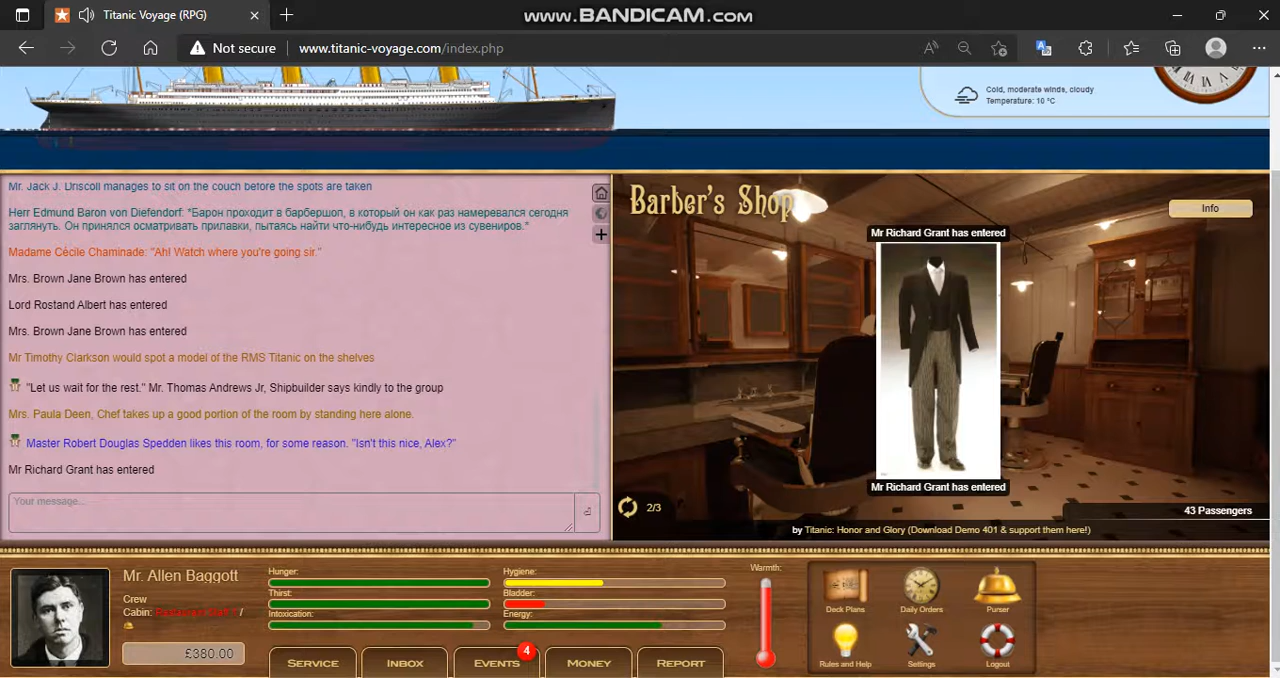 www.BANDICAM.com
Titanic Voyage (RPG)
Not secure
www.titanic-voyage.com/index.php
Cold, moderate winds, cloudy
Temperature: 10 °C
Mr. Jack J. Driscoll manages to sit on the couch before the spots are taken
Herr Edmund Baron von Diefendorf: *Барон проходит в барбершоп, в который он как раз намеревался сегодня
заглянуть. Он принялся осматривать прилавки, пытаясь найти что-нибудь интересное из сувениров.*
Madame Cécile Chaminade: "Ah! Watch where you're going sir."
Mrs. Brown Jane Brown has entered
Lord Rostand Albert has entered
Mrs. Brown Jane Brown has entered
Mr Timothy Clarkson would spot a model of the RMS Titanic on the shelves
"Let us wait for the rest." Mr. Thomas Andrews Jr, Shipbuilder says kindly to the group
Mrs. Paula Deen, Chef takes up a good portion of the room by standing here alone.
Master Robert Douglas Spedden likes this room, for some reason. "Isn't this nice, Alex?"
Mr Richard Grant has entered
Your message...
Barber's Shop
Info
Mr Richard Grant has entered
Mr Richard Grant has entered
2/3
43 Passengers
by Titanic: Honor and Glory (Download Demo 401 & support them here!)
Mr. Allen Baggott
Crew
Cabin: Restaurant Staff 1 /
£380.00
Hunger:
Thirst:
Intoxication:
Hygiene:
Bladder:
Energy:
Warmth:
SERVICE
INBOX
EVENTS
4
MONEY
REPORT
Deck Plans
Daily Orders
Purser
Rules and Help
Settings
Logout